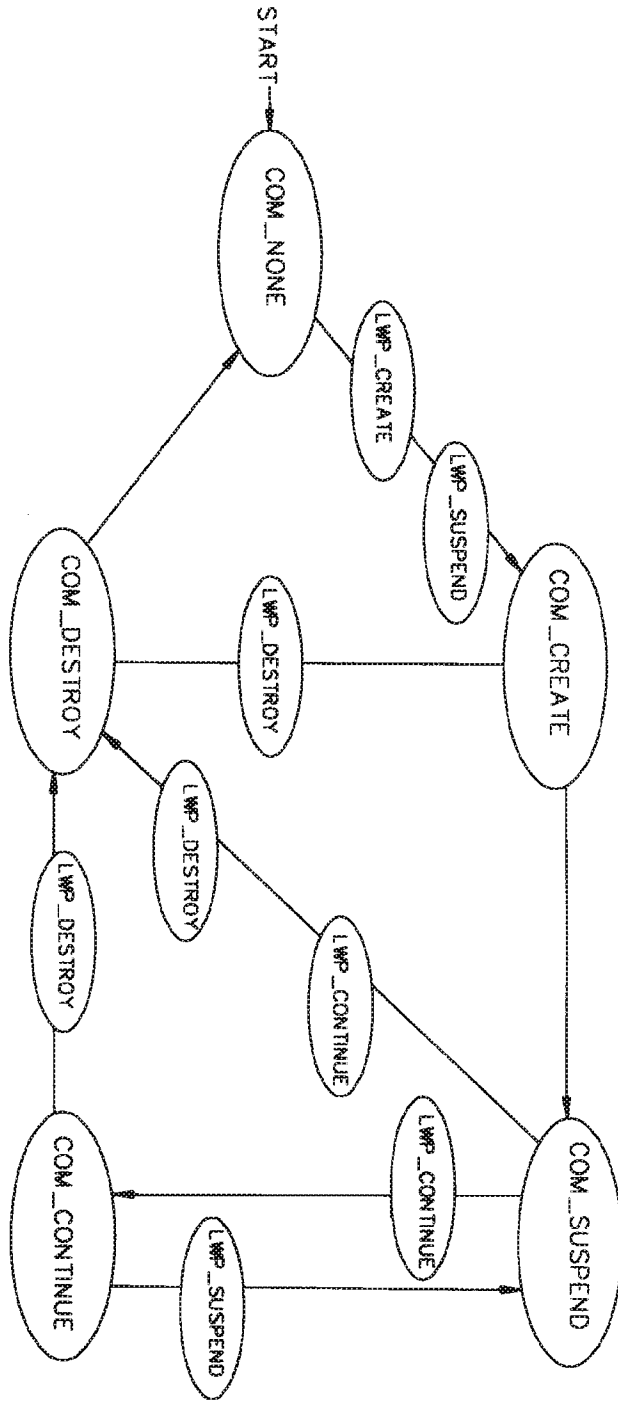 START
COM_NONE
LWP_CREATE
LWP_SUSPEND
COM_CREATE
COM_SUSPEND
LWP_DESTROY
LWP_CONTINUE
LWP_CONTINUE
LWP_DESTROY
LWP_SUSPEND
COM_DESTROY
LWP_DESTROY
COM_CONTINUE